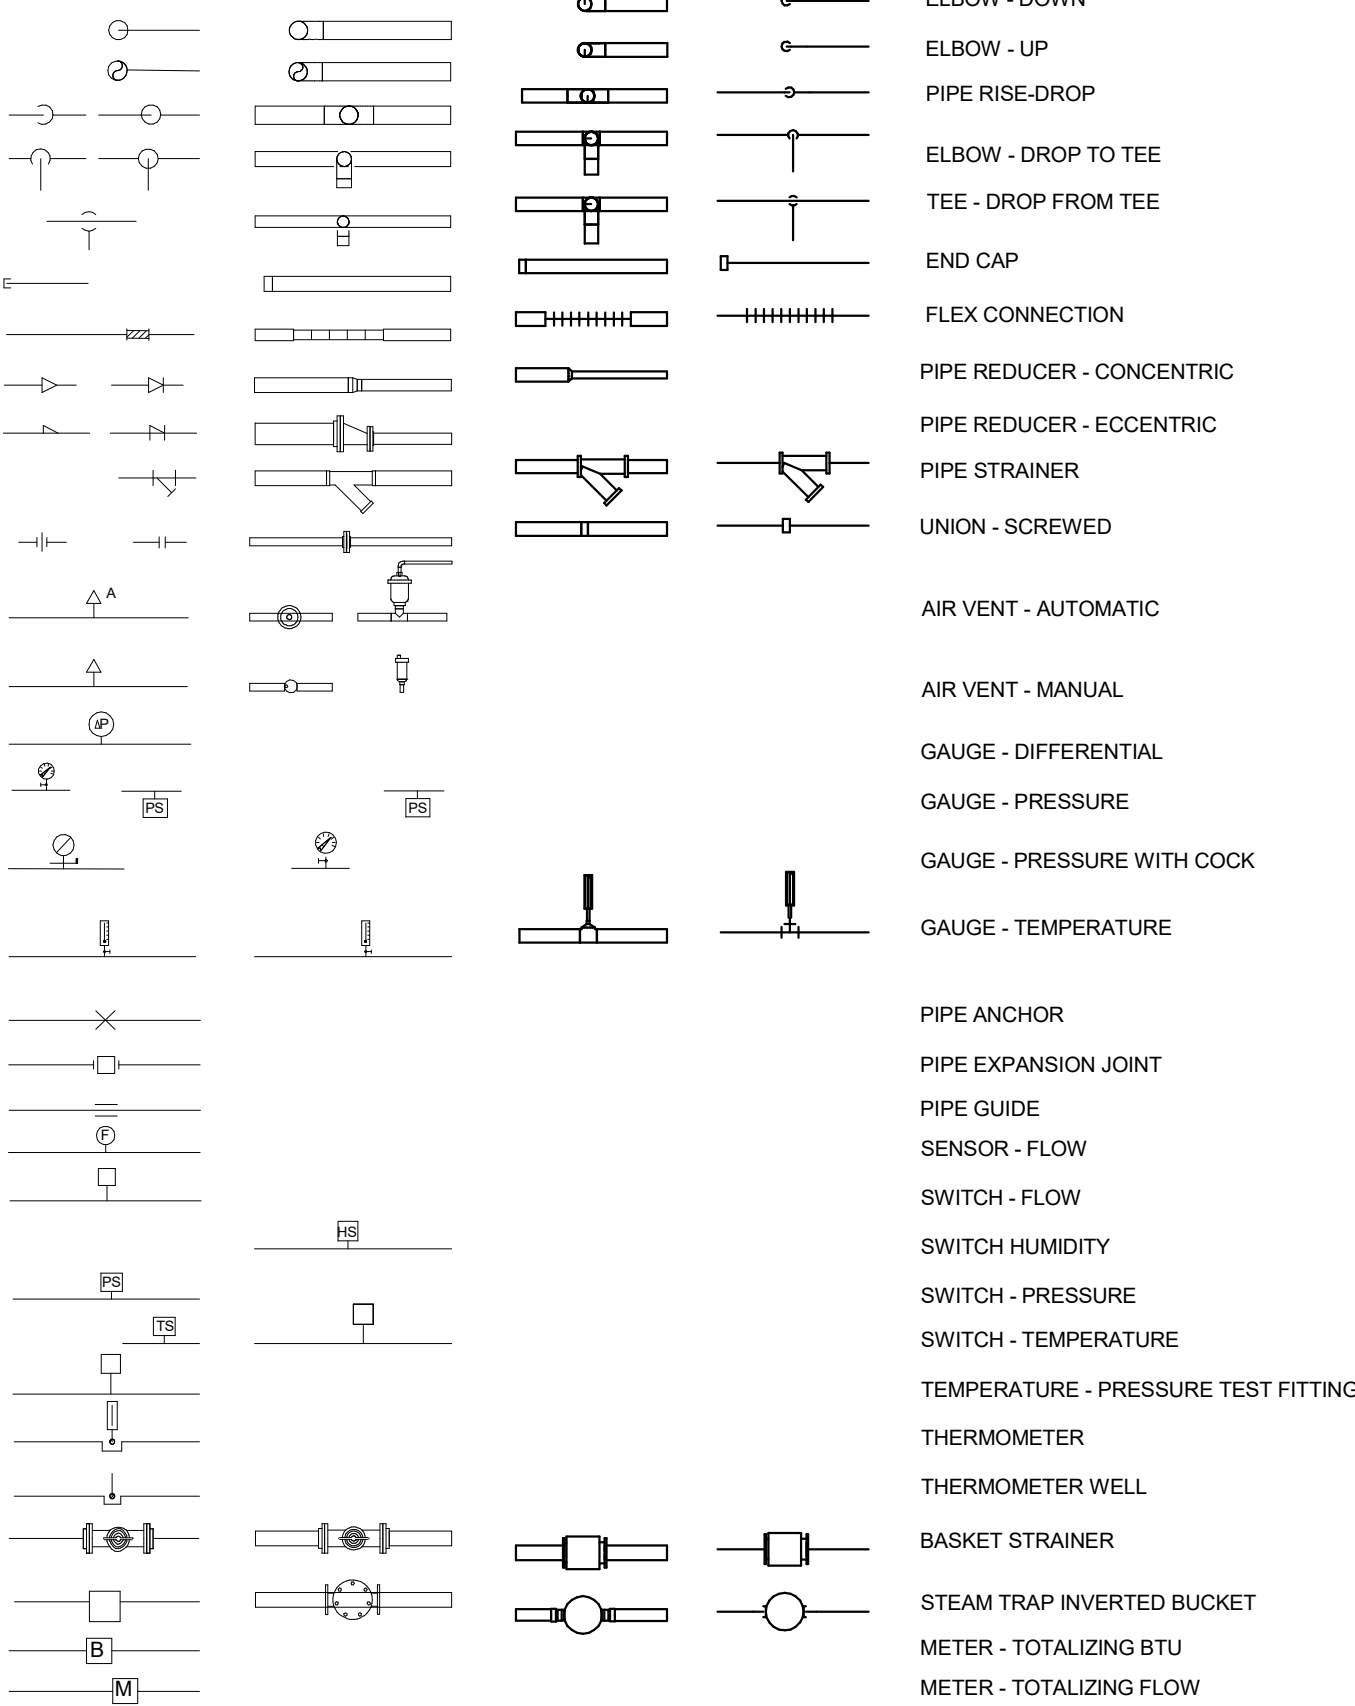 ELBOW - DOWN
ELBOW - UP
PIPE RISE-DROP
ELBOW - DROP TO TEE
TEE - DROP FROM TEE
END CAP
FLEX CONNECTION
PIPE REDUCER - CONCENTRIC
PIPE REDUCER - ECCENTRIC
PIPE STRAINER
UNION - SCREWED
A
AIR VENT - AUTOMATIC
AIR VENT - MANUAL
ΔP
GAUGE - DIFFERENTIAL
PS PS GAUGE - PRESSURE
GAUGE - PRESSURE WITH COCK
GAUGE - TEMPERATURE
PIPE ANCHOR
PIPE EXPANSION JOINT
PIPE GUIDE
F
SENSOR - FLOW
SWITCH - FLOW
HS
SWITCH HUMIDITY
PS
SWITCH - PRESSURE
TS
SWITCH - TEMPERATURE
TEMPERATURE - PRESSURE TEST FITTING
THERMOMETER
THERMOMETER WELL
BASKET STRAINER
STEAM TRAP INVERTED BUCKET
B METER - TOTALIZING BTU
M METER - TOTALIZING FLOW